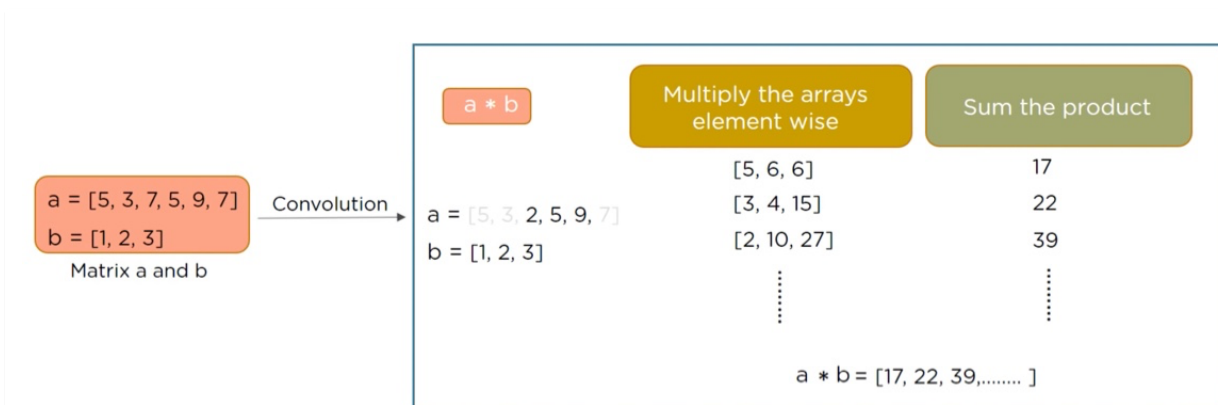 a = [5, 3, 7, 5, 9, 7]
b = [1, 2, 3]
Matrix a and b
Convolution
a * b
a = [5, 3, 2, 5, 9, 7]
b = [1, 2, 3]
Multiply the arrays
element wise
[5, 6, 6]
[3, 4, 15]
[2, 10, 27]
Sum the product
17
22
39
a * b = [17, 22, 39,........ ]